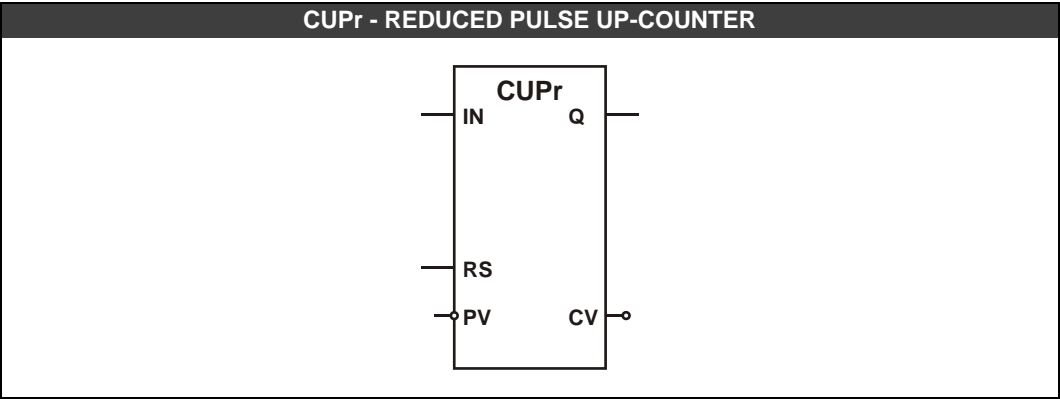 CUPr - REDUCED PULSE UP-COUNTER
CUPr
IN Q
RS
PV CV